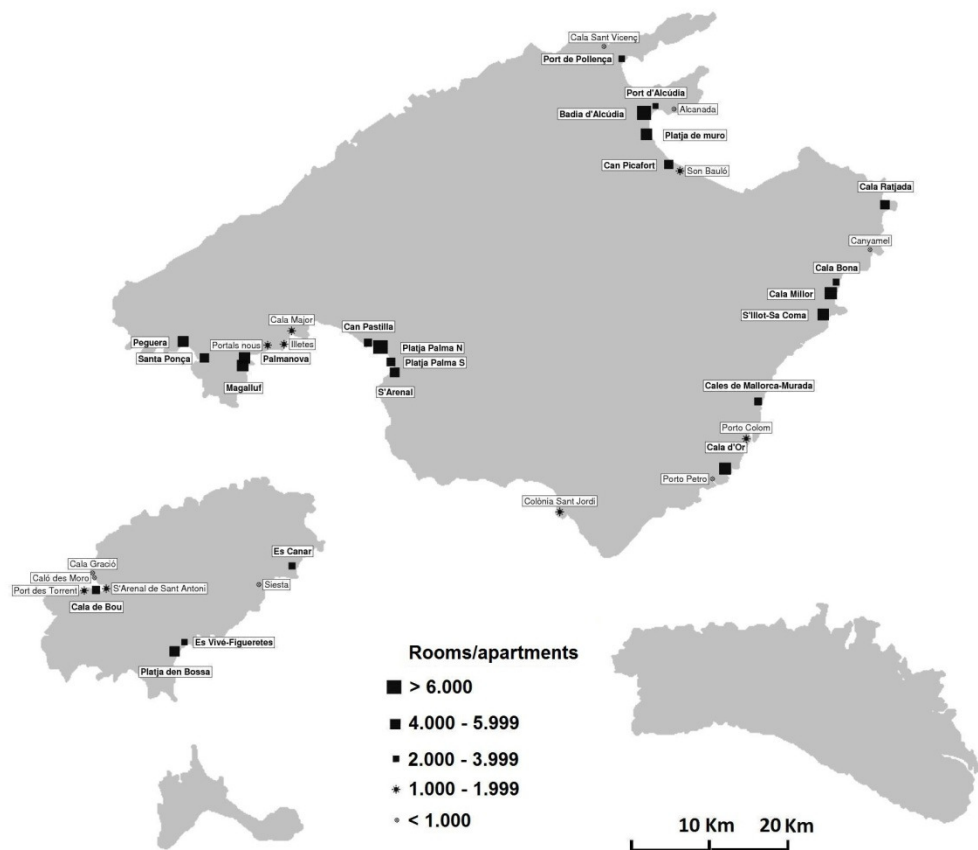 Cala Sant Vicenç
Port de Pollença
Port d'Alcúdia
Alcanada
Badia d'Alcúdia
Platja de muro
Can Picafort
Son Bauló
Cala Ratjada
Canyamel
Cala Bona
Cala Millor
S'Illot-Sa Coma
Cala Major
Can Pastilla
Peguera
Portals nous
Illetes
Platja Palma N
Santa Ponça
Palmanova
Platja Palma S
Magalluf
S'Arenal
Cales de Mallorca-Murada
Porto Colom
Cala d'Or
Porto Petro
Colònia Sant Jordi
Es Canar
Cala Gració
Caló des Moro
Siesta
Port des Torrent
S'Arenal de Sant Antoni
Cala de Bou
Es Vivé-Figueretes
Platja den Bossa
Rooms/apartments
> 6.000
4.000 - 5.999
2.000 - 3.999
1.000 - 1.999
< 1.000
10 Km 20 Km